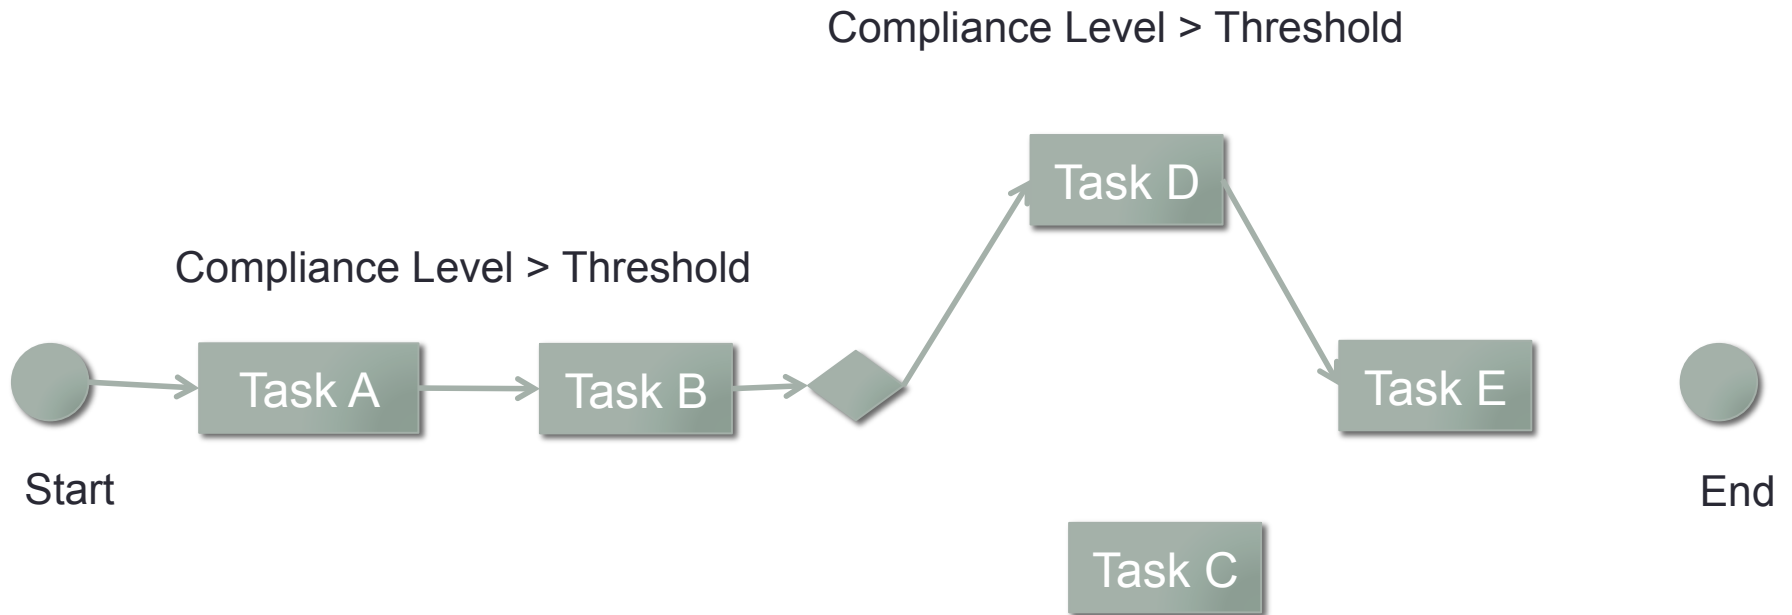 Compliance Level > Threshold
Task D
Compliance Level > Threshold
Task A
Task B
Task E
Start
End
Task C